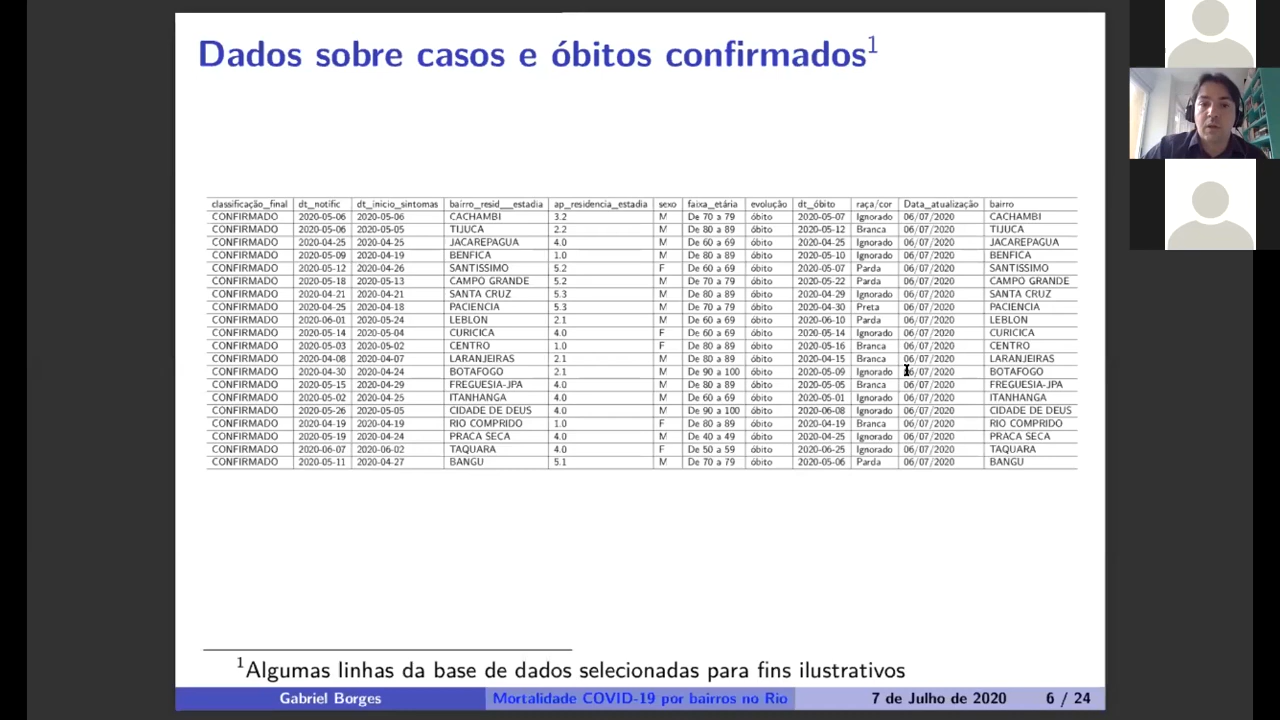 Dados sobre casos e óbitos confirmados¹
classificação_final dt_notific dt_inicio_sintomas bairro_resid__estadia ap_residencia_estadia sexo faixa_etária evolução dt_óbito raça/cor Data_atualização bairro
CONFIRMADO 2020-05-06 2020-05-06 CACHAMBI 3.2 M De 70 a 79 óbito 2020-05-07 Ignorado 06/07/2020 CACHAMBI
CONFIRMADO 2020-05-06 2020-05-05 TIJUCA 2.2 M De 80 a 89 óbito 2020-05-12 Branca 06/07/2020 TIJUCA
CONFIRMADO 2020-04-25 2020-04-25 JACAREPAGUA 4.0 M De 60 a 69 óbito 2020-04-25 Ignorado 06/07/2020 JACAREPAGUA
CONFIRMADO 2020-05-09 2020-04-19 BENFICA 1.0 M De 80 a 89 óbito 2020-05-10 Ignorado 06/07/2020 BENFICA
CONFIRMADO 2020-05-12 2020-04-26 SANTISSIMO 5.2 F De 60 a 69 óbito 2020-05-07 Parda 06/07/2020 SANTISSIMO
CONFIRMADO 2020-05-18 2020-05-13 CAMPO GRANDE 5.2 M De 70 a 79 óbito 2020-05-22 Parda 06/07/2020 CAMPO GRANDE
CONFIRMADO 2020-04-21 2020-04-21 SANTA CRUZ 5.3 M De 80 a 89 óbito 2020-04-29 Ignorado 06/07/2020 SANTA CRUZ
CONFIRMADO 2020-04-25 2020-04-18 PACIENCIA 5.3 M De 70 a 79 óbito 2020-04-30 Preta 06/07/2020 PACIENCIA
CONFIRMADO 2020-06-01 2020-05-24 LEBLON 2.1 M De 60 a 69 óbito 2020-06-10 Parda 06/07/2020 LEBLON
CONFIRMADO 2020-05-14 2020-05-04 CURICICA 4.0 F De 60 a 69 óbito 2020-05-14 Ignorado 06/07/2020 CURICICA
CONFIRMADO 2020-05-03 2020-05-02 CENTRO 1.0 F De 80 a 89 óbito 2020-05-16 Branca 06/07/2020 CENTRO
CONFIRMADO 2020-04-08 2020-04-07 LARANJEIRAS 2.1 M De 80 a 89 óbito 2020-04-15 Branca 06/07/2020 LARANJEIRAS
CONFIRMADO 2020-04-30 2020-04-24 BOTAFOGO 2.1 M De 90 a 100 óbito 2020-05-09 Ignorado 06/07/2020 BOTAFOGO
CONFIRMADO 2020-05-15 2020-04-29 FREGUESIA-JPA 4.0 M De 80 a 89 óbito 2020-05-05 Branca 06/07/2020 FREGUESIA-JPA
CONFIRMADO 2020-05-02 2020-04-25 ITANHANGA 4.0 M De 60 a 69 óbito 2020-05-01 Ignorado 06/07/2020 ITANHANGA
CONFIRMADO 2020-05-26 2020-05-05 CIDADE DE DEUS 4.0 M De 90 a 100 óbito 2020-06-08 Ignorado 06/07/2020 CIDADE DE DEUS
CONFIRMADO 2020-04-19 2020-04-19 RIO COMPRIDO 1.0 F De 80 a 89 óbito 2020-04-19 Branca 06/07/2020 RIO COMPRIDO
CONFIRMADO 2020-05-19 2020-04-24 PRACA SECA 4.0 M De 40 a 49 óbito 2020-04-25 Ignorado 06/07/2020 PRACA SECA
CONFIRMADO 2020-06-07 2020-06-02 TAQUARA 4.0 F De 50 a 59 óbito 2020-06-25 Ignorado 06/07/2020 TAQUARA
CONFIRMADO 2020-05-11 2020-04-27 BANGU 5.1 M De 70 a 79 óbito 2020-05-06 Parda 06/07/2020 BANGU
¹Algumas linhas da base de dados selecionadas para fins ilustrativos
Gabriel Borges Mortalidade COVID-19 por bairros no Rio 7 de Julho de 2020 6 / 24